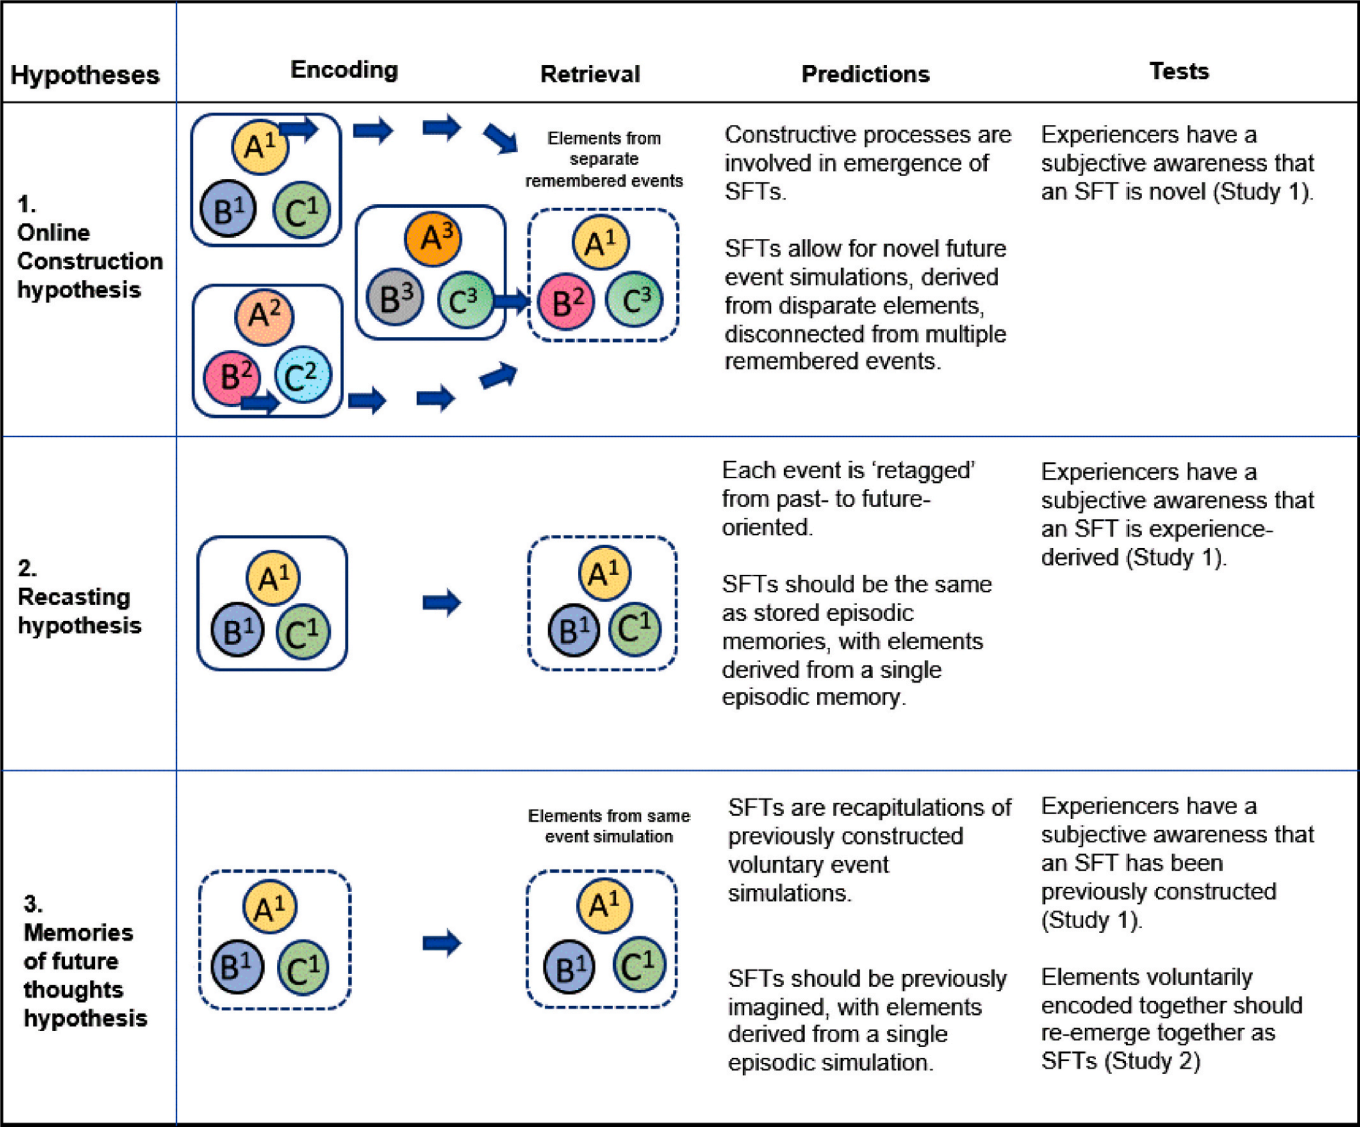 Hypotheses
Encoding
Retrieval
Predictions
Tests
1.
Online
Construction
hypothesis
A1
B1
C1
A2
B2
C2
A3
B3
C3
Elements from
separate
remembered events
A1
B2
C3
Constructive processes are
involved in emergence of
SFTs.
SFTs allow for novel future
event simulations, derived
from disparate elements,
disconnected from multiple
remembered events.
Experiencers have a
subjective awareness that
an SFT is novel (Study 1).
2.
Recasting
hypothesis
A1
B1
C1
A1
B1
C1
Each event is ‘retagged’
from past- to future-
oriented.
SFTs should be the same
as stored episodic
memories, with elements
derived from a single
episodic memory.
Experiencers have a
subjective awareness that
an SFT is experience-
derived (Study 1).
3.
Memories
of future
thoughts
hypothesis
A1
B1
C1
Elements from same
event simulation
A1
B1
C1
SFTs are recapitulations of
previously constructed
voluntary event
simulations.
SFTs should be previously
imagined, with elements
derived from a single
episodic simulation.
Experiencers have a
subjective awareness that
an SFT has been
previously constructed
(Study 1).
Elements voluntarily
encoded together should
re-emerge together as
SFTs (Study 2)